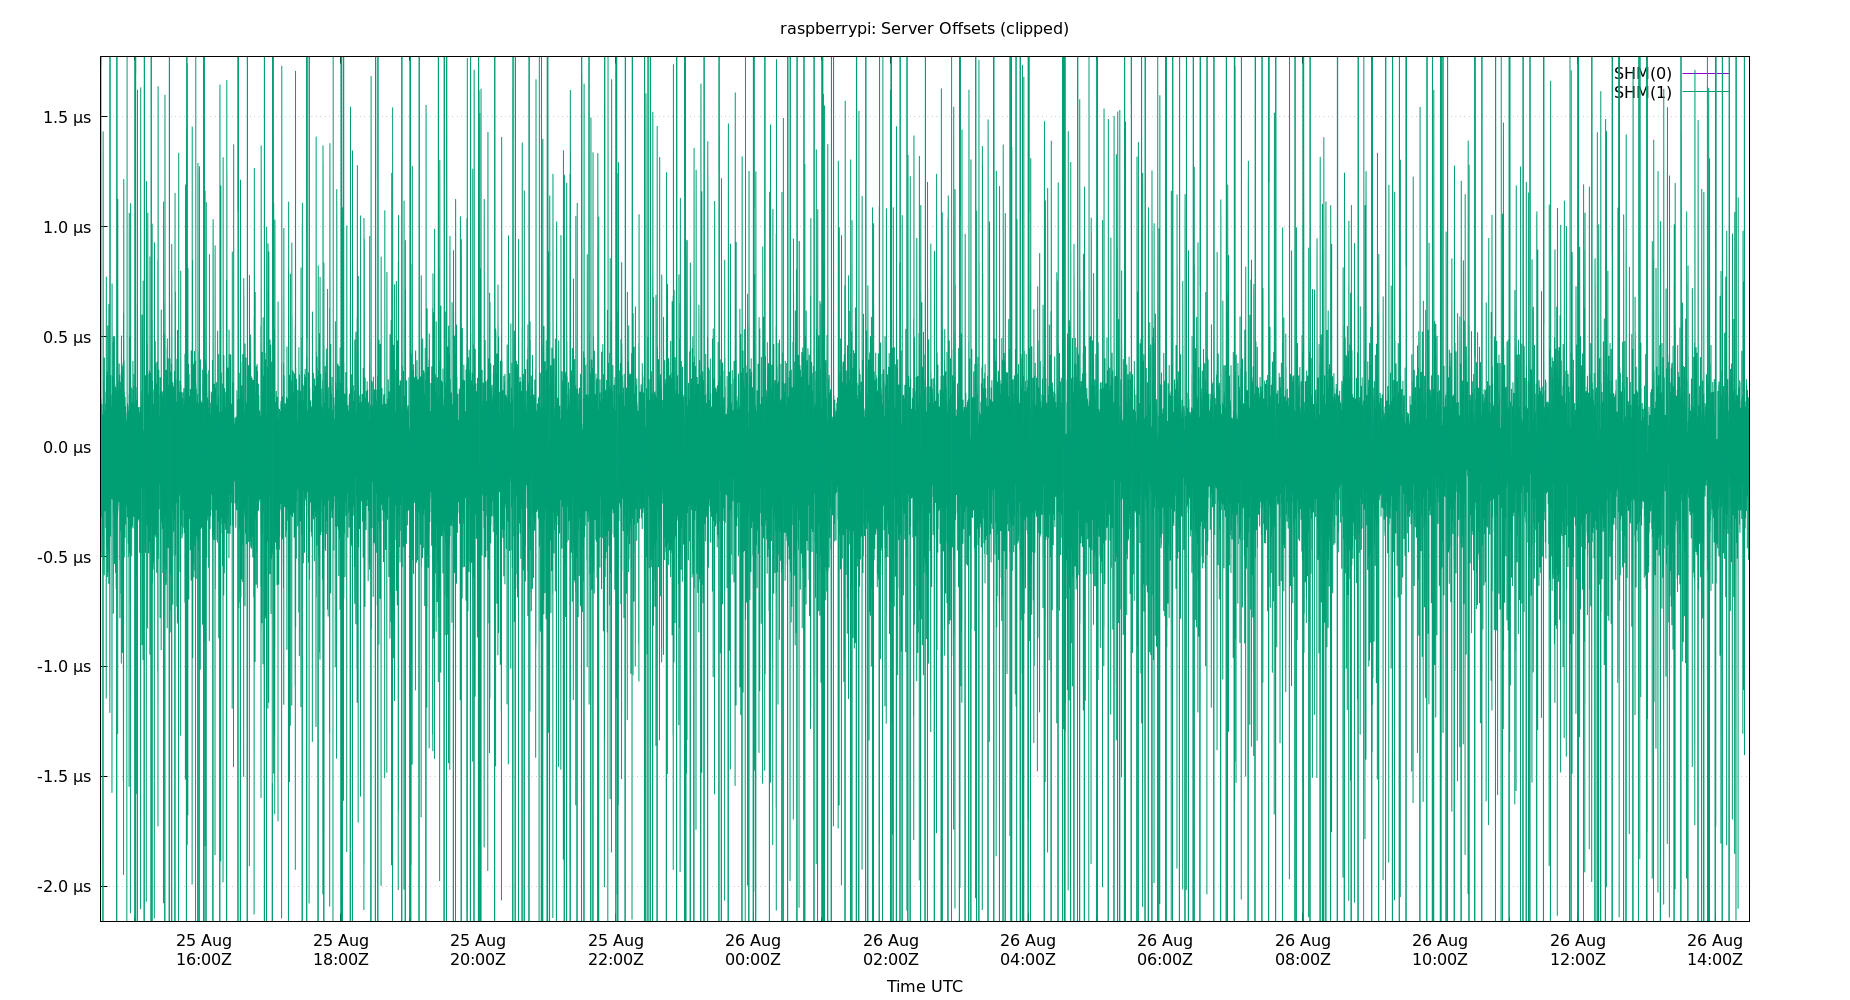 raspberrypi: Server Offsets (clipped)
SHM(0)
SHM(1)
1.5 µs
1.0 µs
0.5 µs
0.0 µs
-0.5 µs
-1.0 µs
-1.5 µs
-2.0 µs
25 Aug 25 Aug 25 Aug 25 Aug 26 Aug 26 Aug 26 Aug 26 Aug 26 Aug 26 Aug 26 Aug 26 Aug
16:00Z 18:00Z 20:00Z 22:00Z 00:00Z 02:00Z 04:00Z 06:00Z 08:00Z 10:00Z 12:00Z 14:00Z
Time UTC